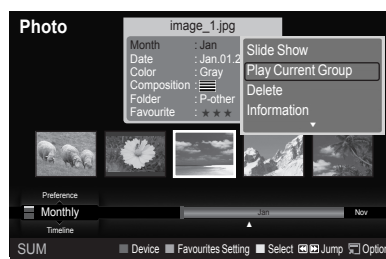 Photo
image_1.jpg
Month : Jan
Date : Jan.01.2
Color : Gray
Composition :
Folder : P-other
Favourite : ★ ★ ★
Slide Show
Play Current Group
Delete
Information
Preference
Monthly
Timeline
Jan
Nov
SUM
Device
Favourites Setting
Select
Jump
Option